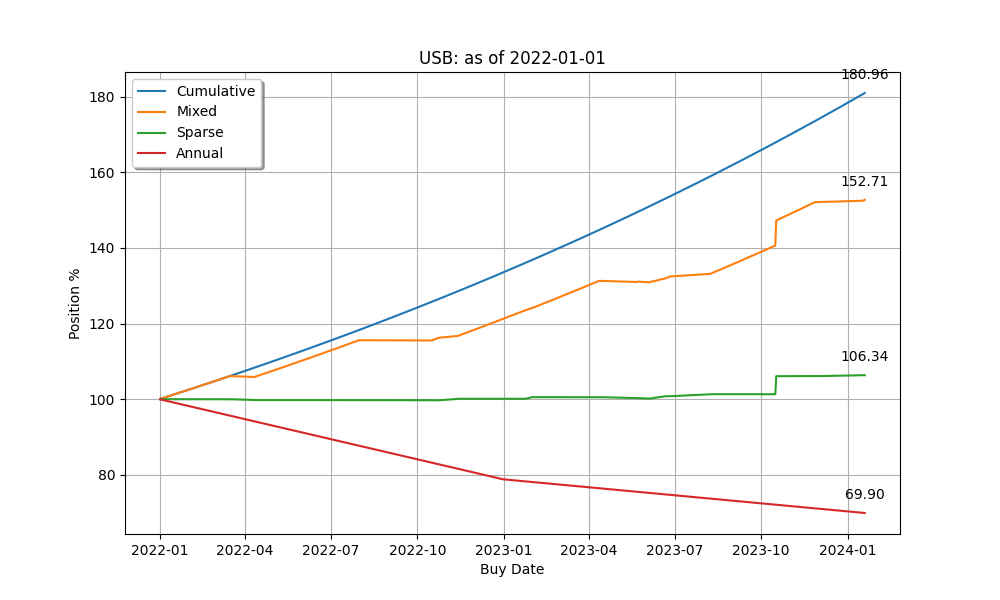 USB: as of 2022-01-01
180.96
180
Cumulative
Mixed
Sparse
Annual
152.71
160
140
120
106.34
100
80
69.90
Position %
2022-01 2022-04 2022-07 2022-10 2023-01 2023-04 2023-07 2023-10 2024-01
Buy Date